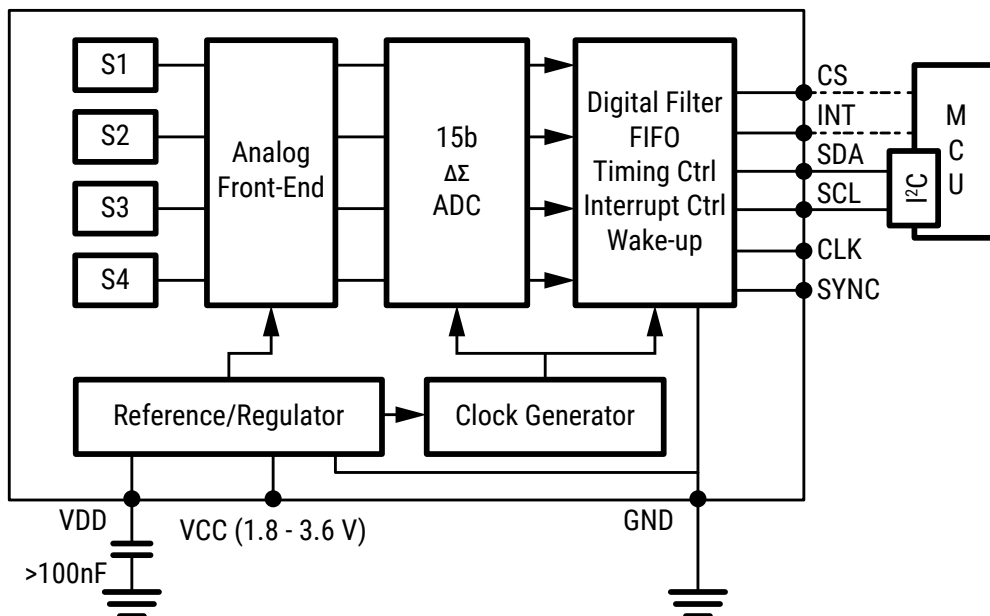 S1
S2
S3
S4
Analog
Front-End
15b
ΔΣ
ADC
Digital Filter
FIFO
Timing Ctrl
Interrupt Ctrl
Wake-up
CS
INT
SDA
SCL
CLK
SYNC
I²C
M
C
U
Reference/Regulator
Clock Generator
VDD
VCC (1.8 - 3.6 V)
GND
>100nF